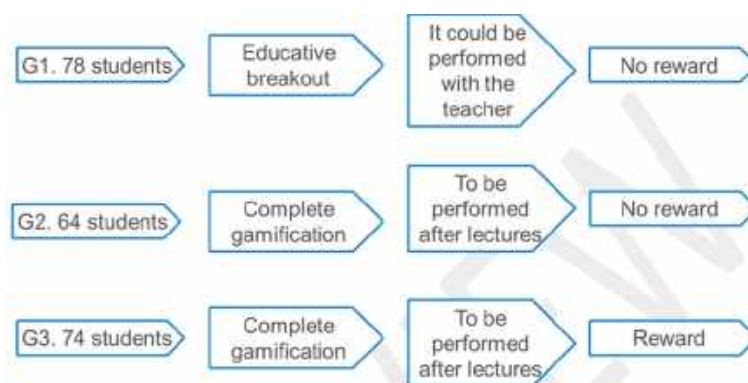 G1. 78 students
Educative
breakout
It could be
performed
with the
teacher
No reward
G2. 64 students
Complete
gamification
To be
performed
after lectures
No reward
G3. 74 students
Complete
gamification
To be
performed
after lectures
Reward